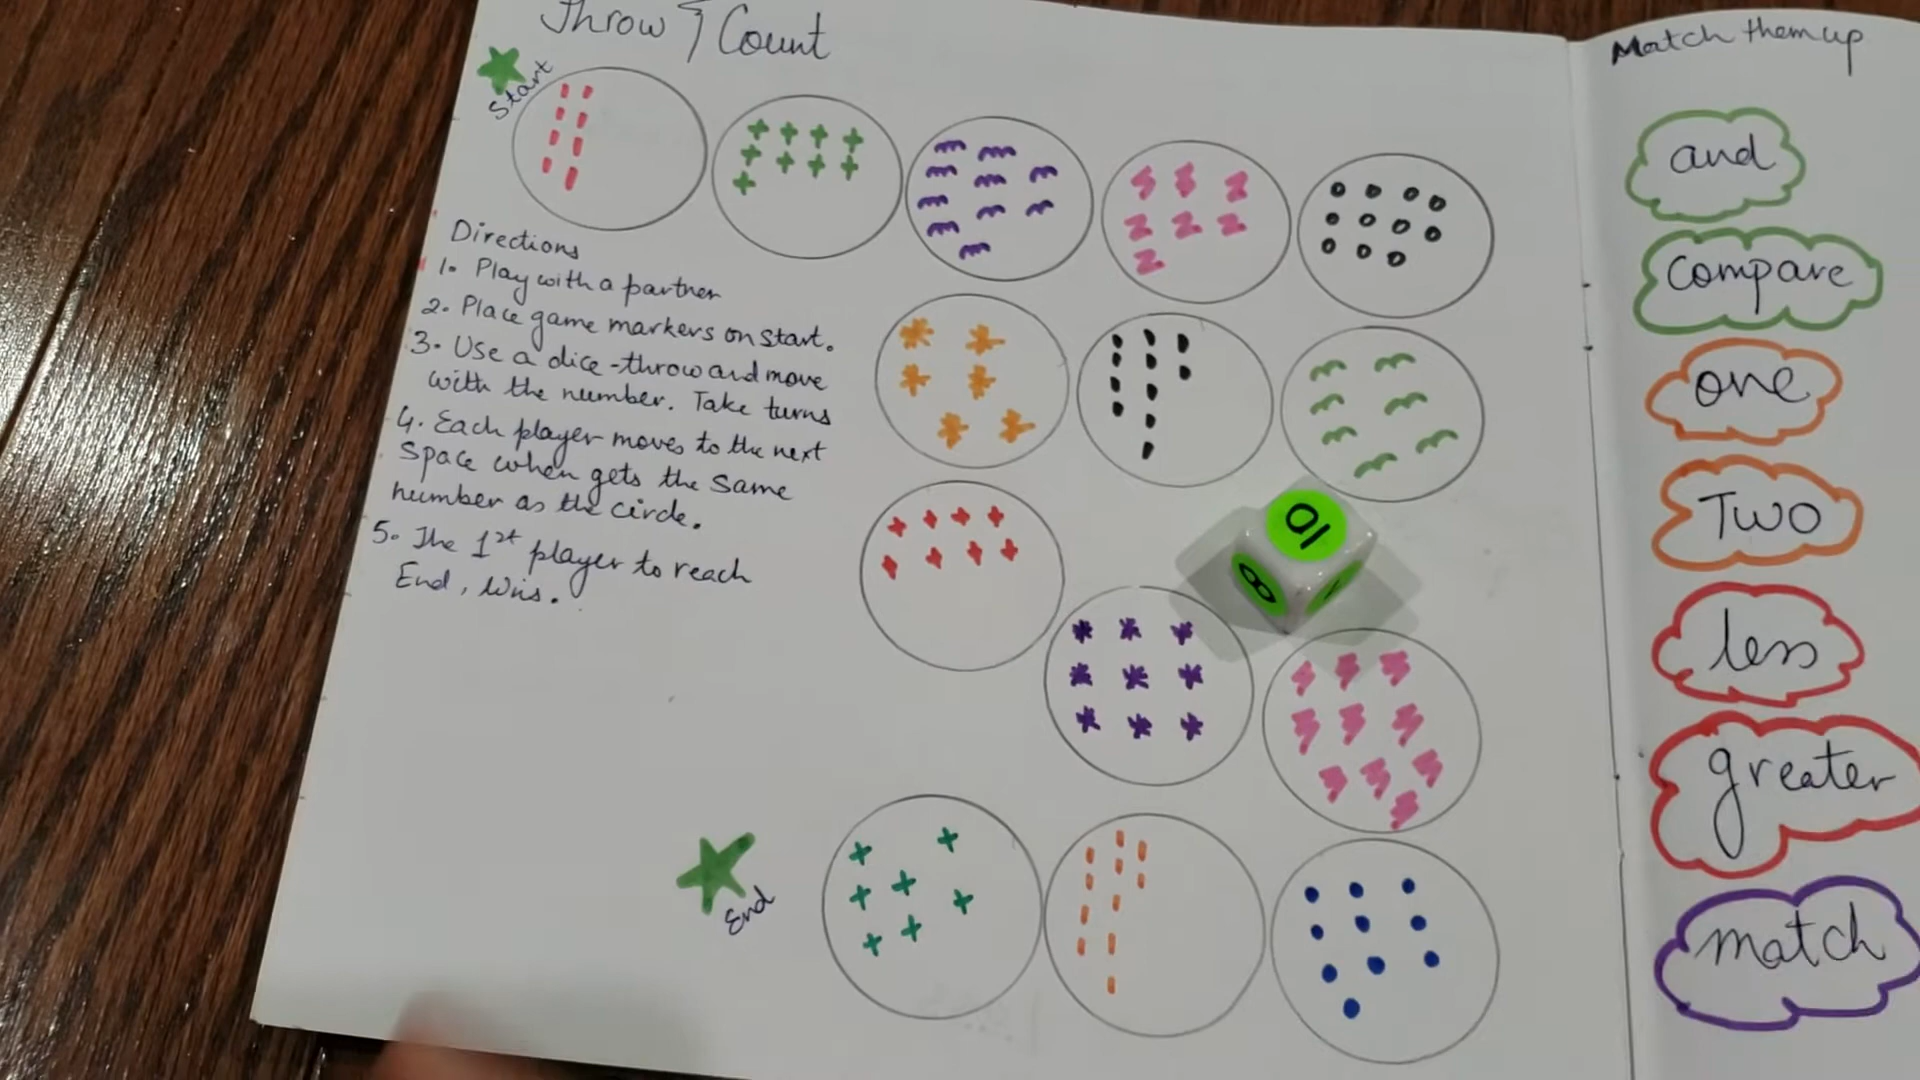 Throw & Count
Start
Directions
1. Play with a partner
2. Place game markers on start.
3. Use a dice - throw and move
with the number. Take turns
4. Each player moves to the next
Space when gets the same
number as the circle.
5. The 1st player to reach
End, Wins.
End
10
8
Match them up
and
Compare
one
Two
less
greater
match